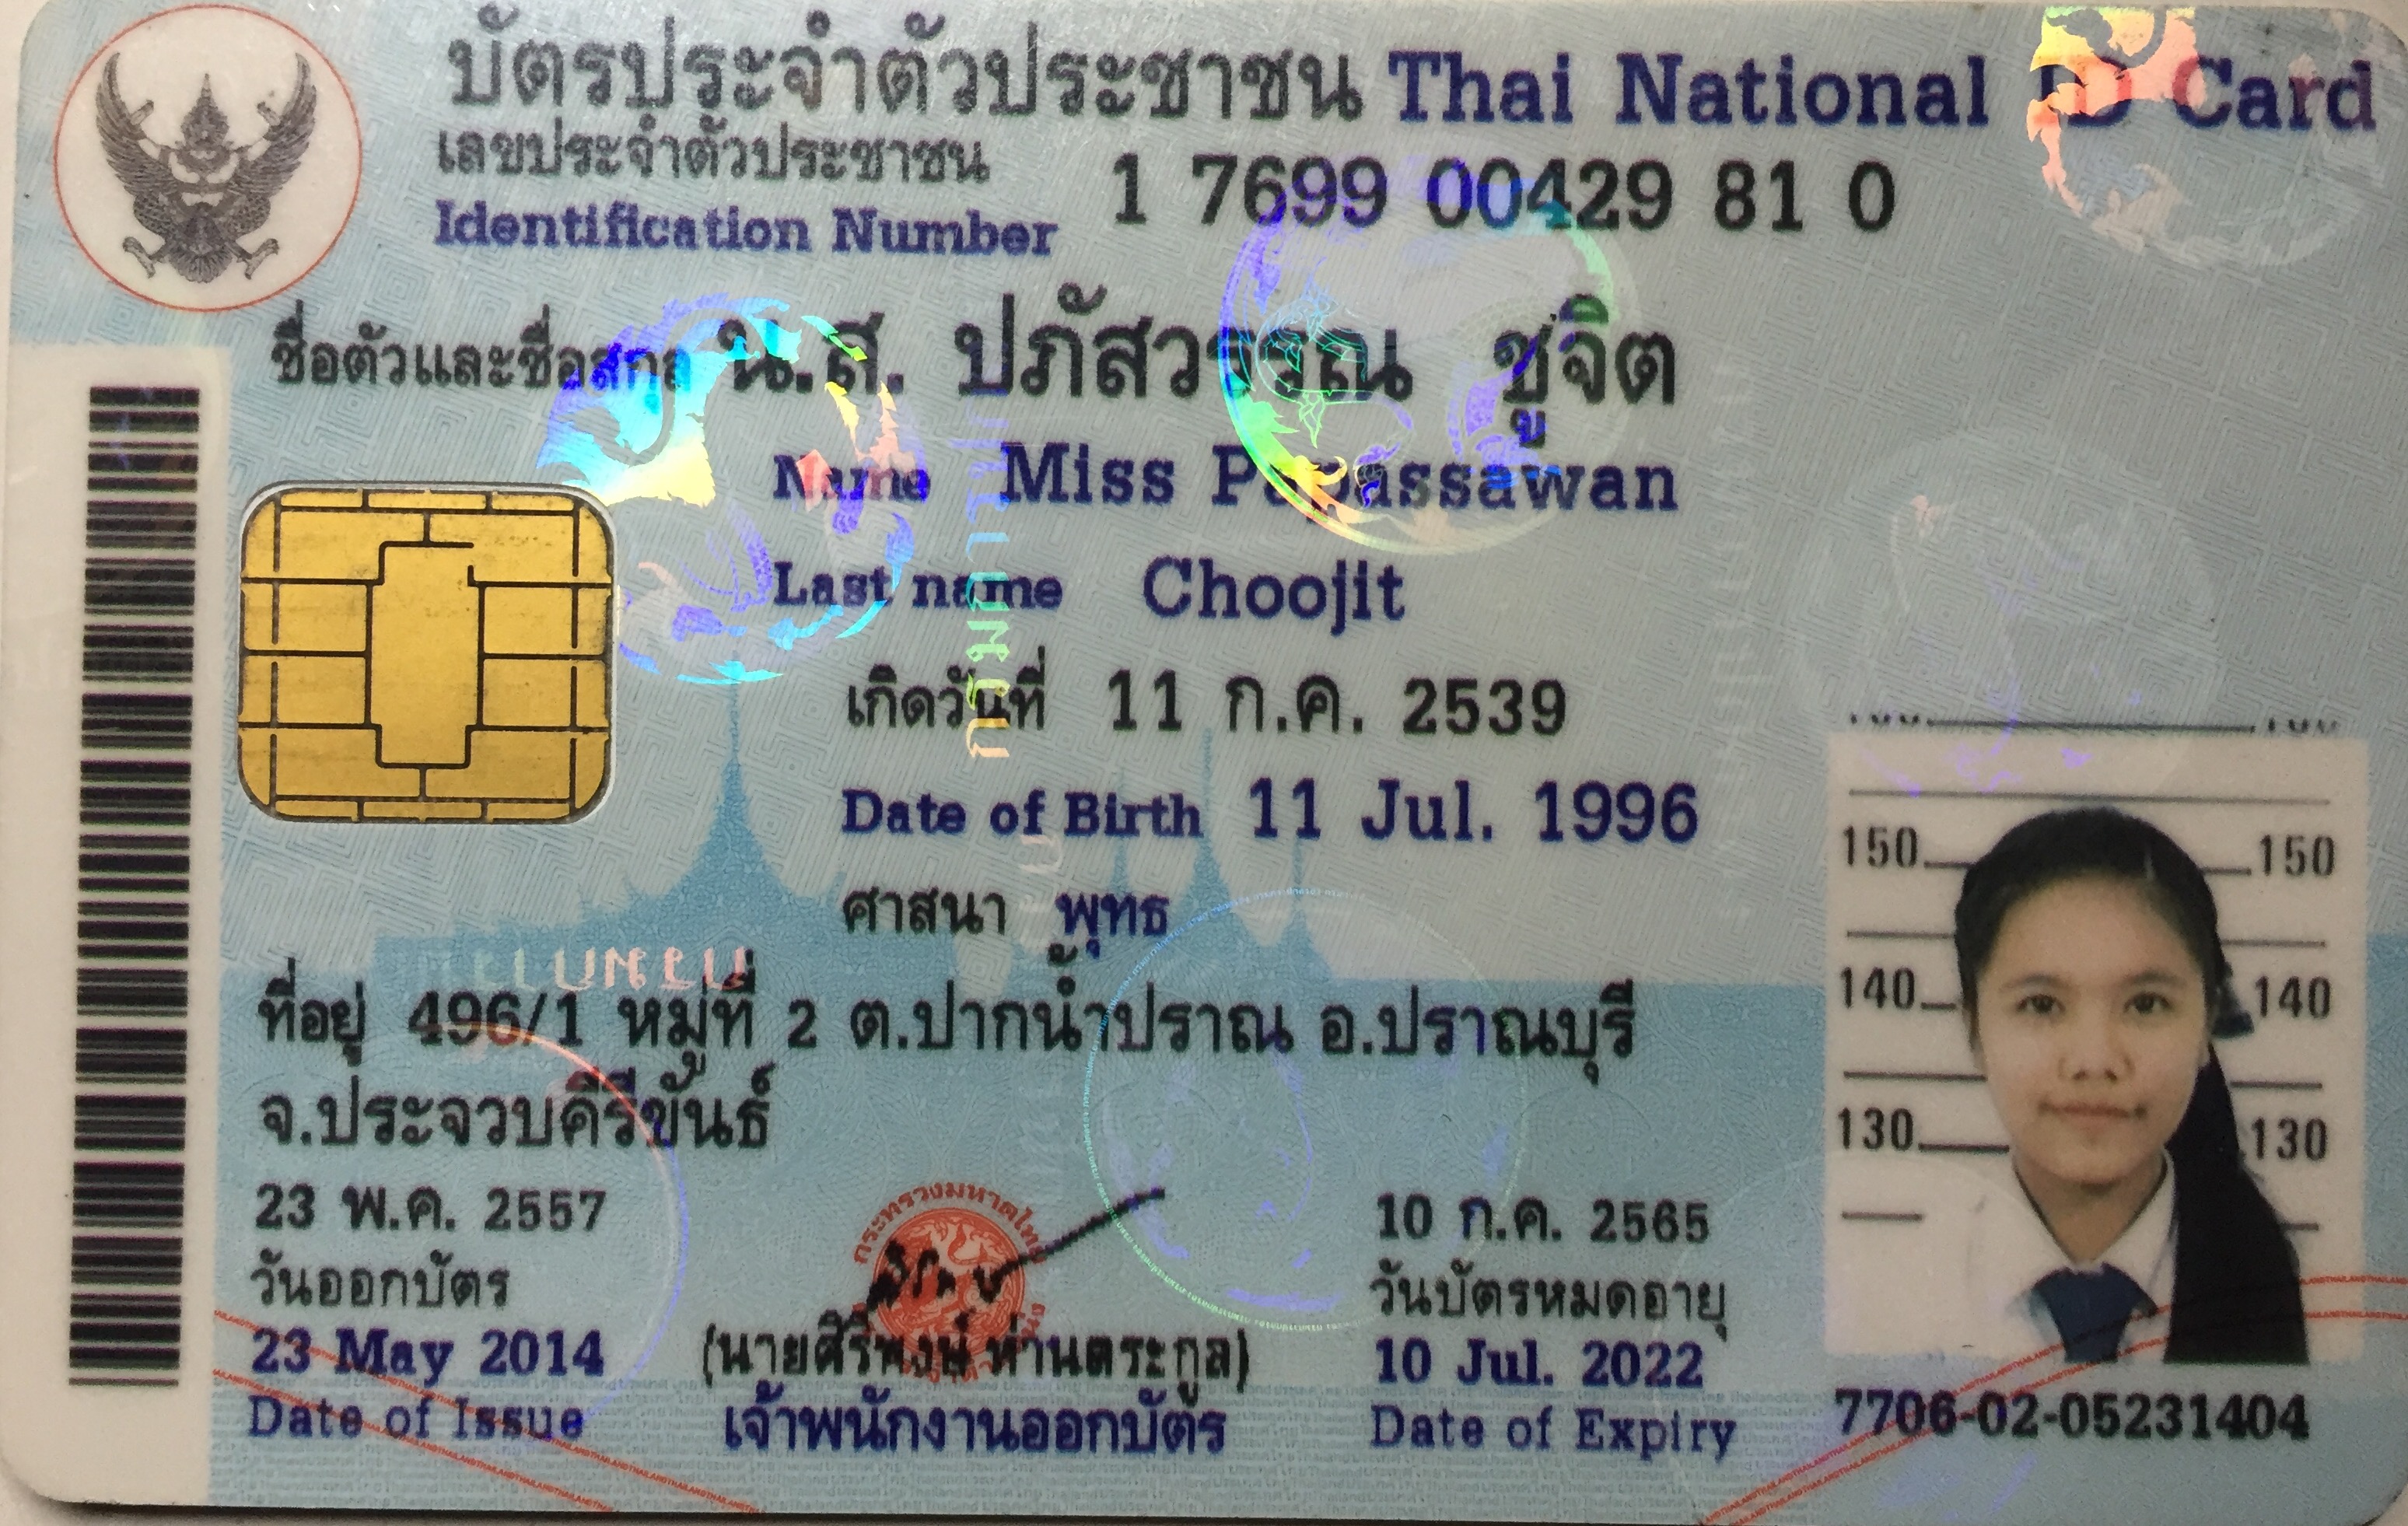 บัตรประจำตัวประชาชน Thai National ID Card
เลขประจำตัวประชาชน
Identification Number 1 7699 00429 81 0
ชื่อตัวและชื่อสกุล น.ส. ปภัสวรรณ ชูจิต
Name Miss Papassawan
Last name Choojit
เกิดวันที่ 11 ก.ค. 2539
Date of Birth 11 Jul. 1996
ศาสนา พุทธ
ที่อยู่ 496/1 หมู่ที่ 2 ต.ปากน้ำปราณ อ.ปราณบุรี
จ.ประจวบคีรีขันธ์
23 พ.ค. 2557
วันออกบัตร
23 May 2014
Date of Issue
กระทรวงมหาดไทย
(นายศิริพงษ์ ห่านตระกูล)
เจ้าพนักงานออกบัตร
10 ก.ค. 2565
วันบัตรหมดอายุ
10 Jul. 2022
Date of Expiry
150 150
140 140
130 130
7706-02-05231404